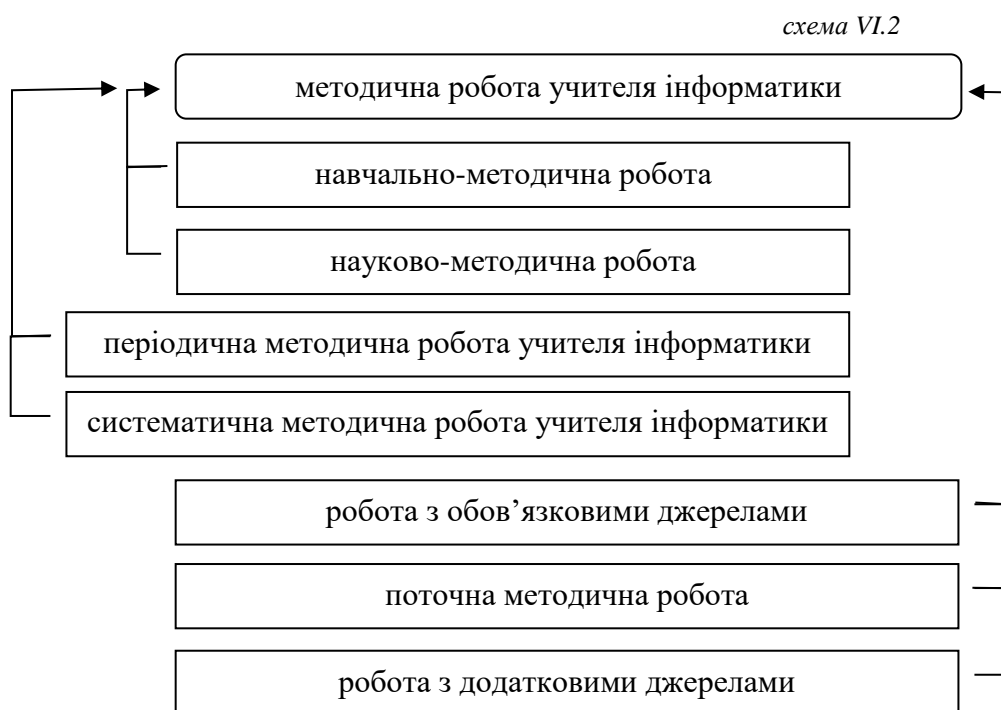 схема VI.2
методична робота учителя інформатики
навчально-методична робота
науково-методична робота
періодична методична робота учителя інформатики
систематична методична робота учителя інформатики
робота з обов’язковими джерелами
поточна методична робота
робота з додатковими джерелами